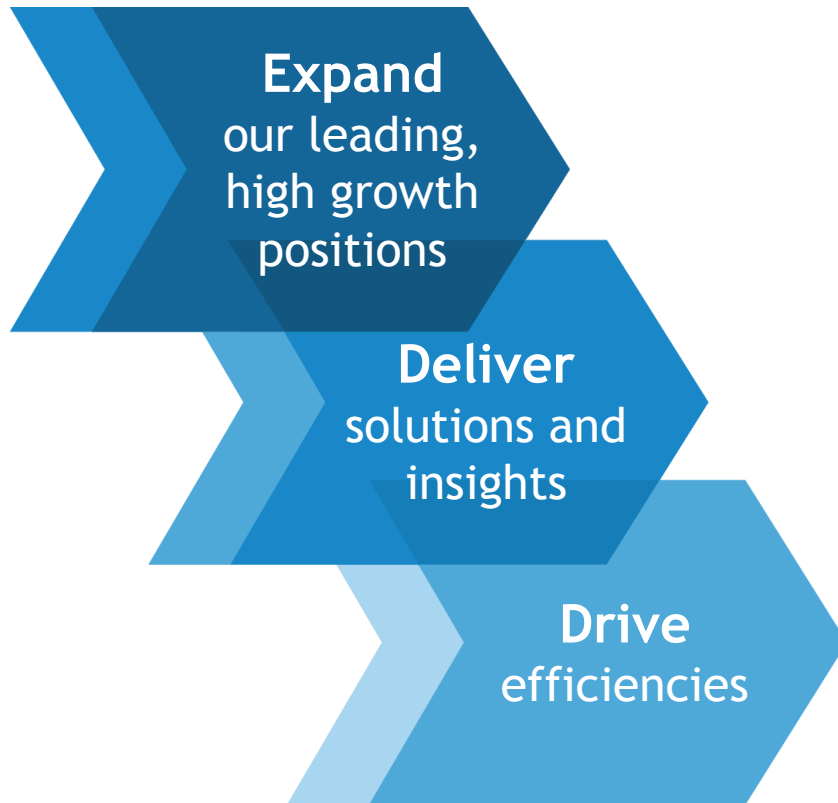 Expand
our leading,
high growth
positions
Deliver
solutions and
insights
Drive
efficiencies